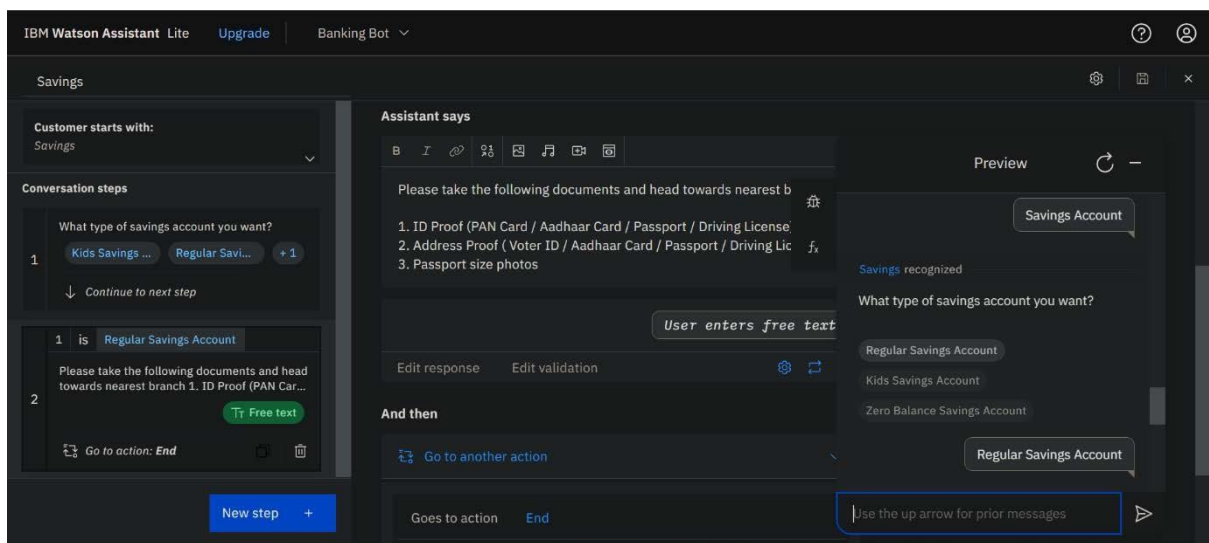 IBM Watson Assistant Lite Upgrade Banking Bot
Savings
Customer starts with:
Savings
Conversation steps
1
What type of savings account you want?
Kids Savings ... Regular Savi... + 1
Continue to next step
2
1 is Regular Savings Account
Please take the following documents and head
towards nearest branch 1. ID Proof (PAN Car...
Free text
Go to action: End
New step +
Assistant says
B I
Please take the following documents and head towards nearest b
1. ID Proof (PAN Card / Aadhaar Card / Passport / Driving License)
2. Address Proof ( Voter ID / Aadhaar Card / Passport / Driving Lic
3. Passport size photos
User enters free text
Edit response Edit validation
And then
Go to another action
Goes to action End
Preview
Savings Account
Savings recognized
What type of savings account you want?
Regular Savings Account
Kids Savings Account
Zero Balance Savings Account
Regular Savings Account
Use the up arrow for prior messages